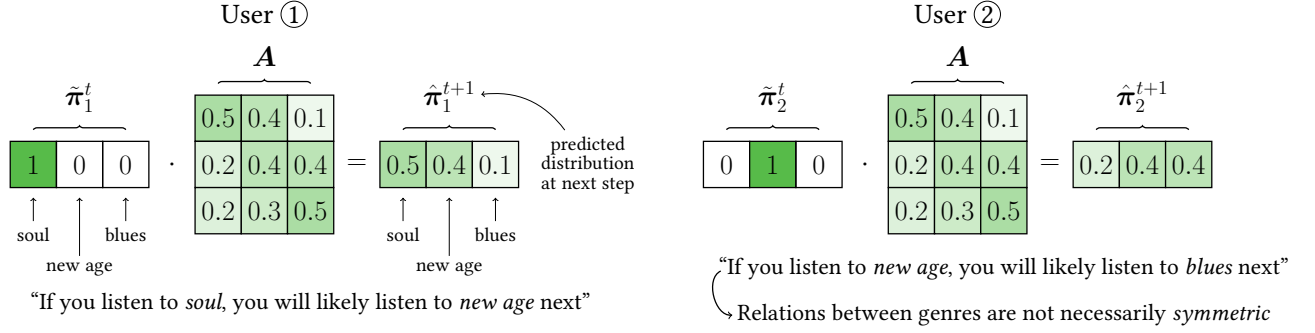 User ①
A
π̃₁ᵗ
π̂₁ᵗ⁺¹
0.5 0.4 0.1
1 0 0 · 0.2 0.4 0.4 = 0.5 0.4 0.1
0.2 0.3 0.5
predicted
distribution
at next step
soul blues soul blues
new age new age
“If you listen to soul, you will likely listen to new age next”
User ②
A
π̃₂ᵗ
π̂₂ᵗ⁺¹
0.5 0.4 0.1
0 1 0 · 0.2 0.4 0.4 = 0.2 0.4 0.4
0.2 0.3 0.5
“If you listen to new age, you will likely listen to blues next”
Relations between genres are not necessarily symmetric